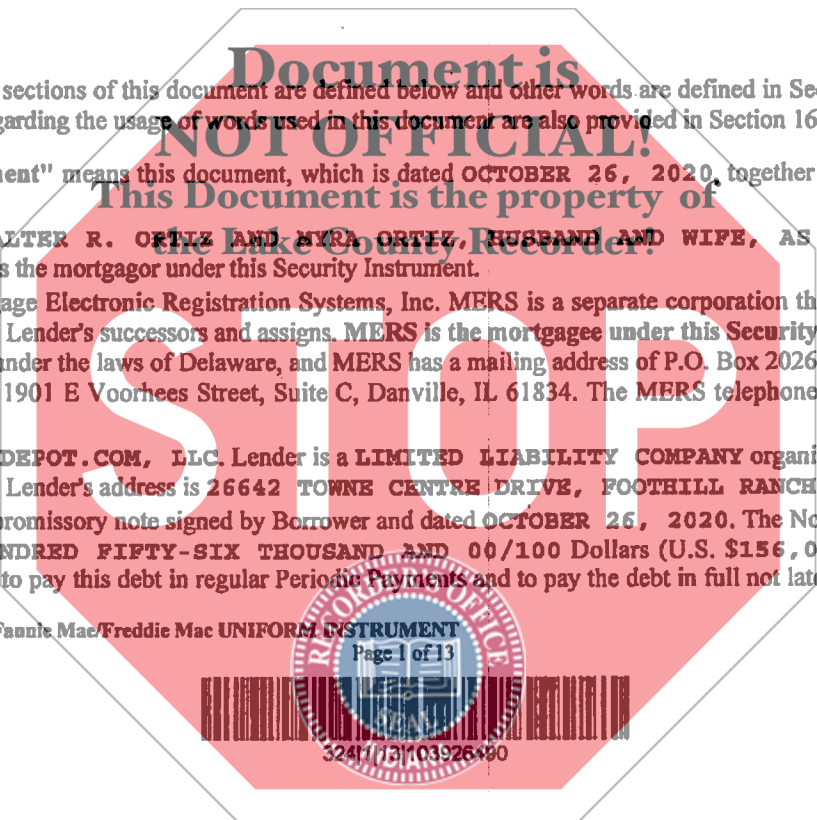 Document is
sections of this document are defined below and other words are defined in Se
garding the usage of words used in this document are also provided in Section 16
NOT OFFICIAL!
ent" means this document, which is dated OCTOBER 26, 2020, together
This Document is the property of
LTER R. ORTIZ AND MYRA ORTIZ, HUSBAND AND WIFE, AS
the Lake County Recorder!
s the mortgagor under this Security Instrument.
age Electronic Registration Systems, Inc. MERS is a separate corporation th
Lender's successors and assigns. MERS is the mortgagee under this Security
nder the laws of Delaware, and MERS has a mailing address of P.O. Box 2026
1901 E Voorhees Street, Suite C, Danville, IL 61834. The MERS telephone
STOP
DEPOT.COM, LLC. Lender is a LIMITED LIABILITY COMPANY organi
Lender's address is 26642 TOWNE CENTRE DRIVE, FOOTHILL RANCH
promissory note signed by Borrower and dated OCTOBER 26, 2020. The No
NDRED FIFTY-SIX THOUSAND AND 00/100 Dollars (U.S. $156,0
to pay this debt in regular Periodic Payments and to pay the debt in full not late
Fannie Mae/Freddie Mac UNIFORM INSTRUMENT
Page 1 of 13
RECORDER'S OFFICE
SEAL
INDIANA